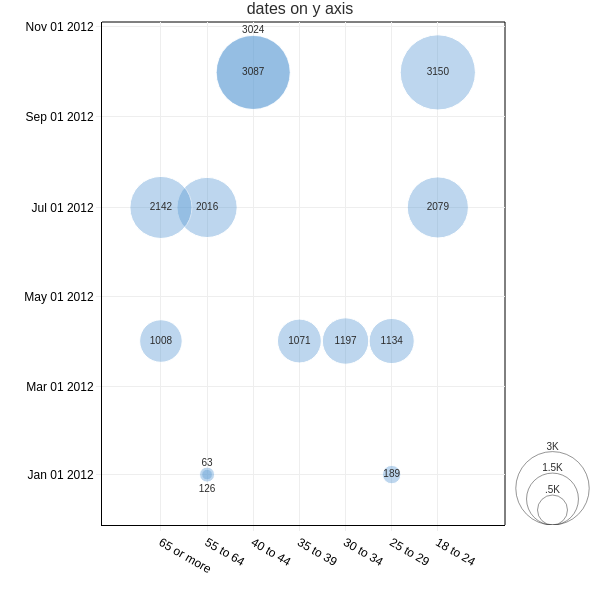 dates on y axis
Nov 01 2012
3024
3087
3150
Sep 01 2012
Jul 01 2012
2142
2016
2079
May 01 2012
1008
1071
1197
1134
Mar 01 2012
3K
63
1.5K
Jan 01 2012
189
126
.5K
65 or more
55 to 64
40 to 44
35 to 39
30 to 34
25 to 29
18 to 24